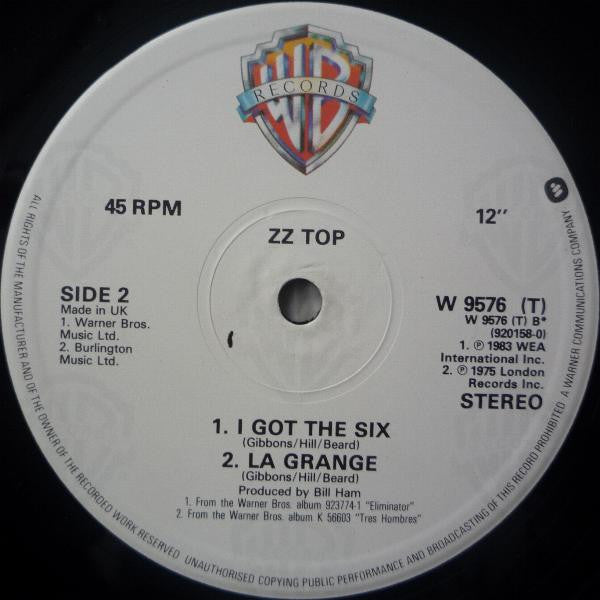 WB
RECORDS
45 RPM
12"
ZZ TOP
SIDE 2
Made in UK
1. Warner Bros.
Music Ltd.
2. Burlington
Music Ltd.
W 9576 (T)
W 9576 (T) B*
(920158-0)
1. ℗ 1983 WEA
International Inc.
2. ℗ 1975 London
Records Inc.
STEREO
1. I GOT THE SIX
(Gibbons/Hill/Beard)
2. LA GRANGE
(Gibbons/Hill/Beard)
Produced by Bill Ham
1. From the Warner Bros. album 923774-1 "Eliminator"
2. From the Warner Bros. album K 56603 "Tres Hombres"
ALL RIGHTS OF THE MANUFACTURER AND OF THE OWNER OF THE RECORDED WORK RESERVED UNAUTHORISED COPYING PUBLIC PERFORMANCE AND BROADCASTING OF THIS RECORD PROHIBITED A WARNER COMMUNICATIONS COMPANY